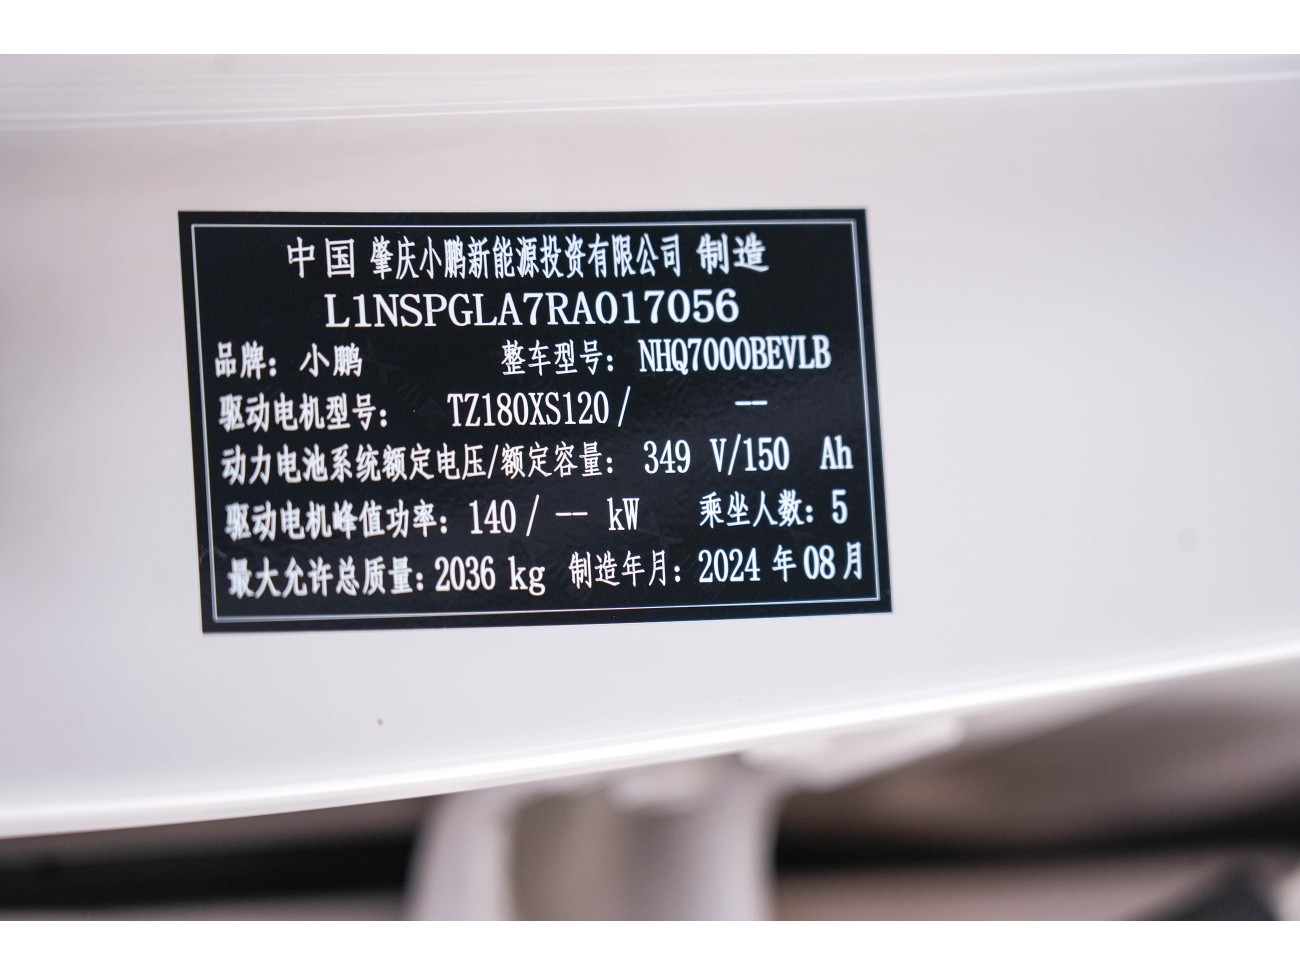 中国 肇庆小鹏新能源投资有限公司 制造
L1NSPGLA7RA017056
品牌：小鹏 整车型号：NHQ7000BEVLB
驱动电机型号： TZ180XS120 / --
动力电池系统额定电压/额定容量： 349 V/150 Ah
驱动电机峰值功率：140 / -- kW 乘坐人数：5
最大允许总质量：2036 kg 制造年月：2024 年 08 月